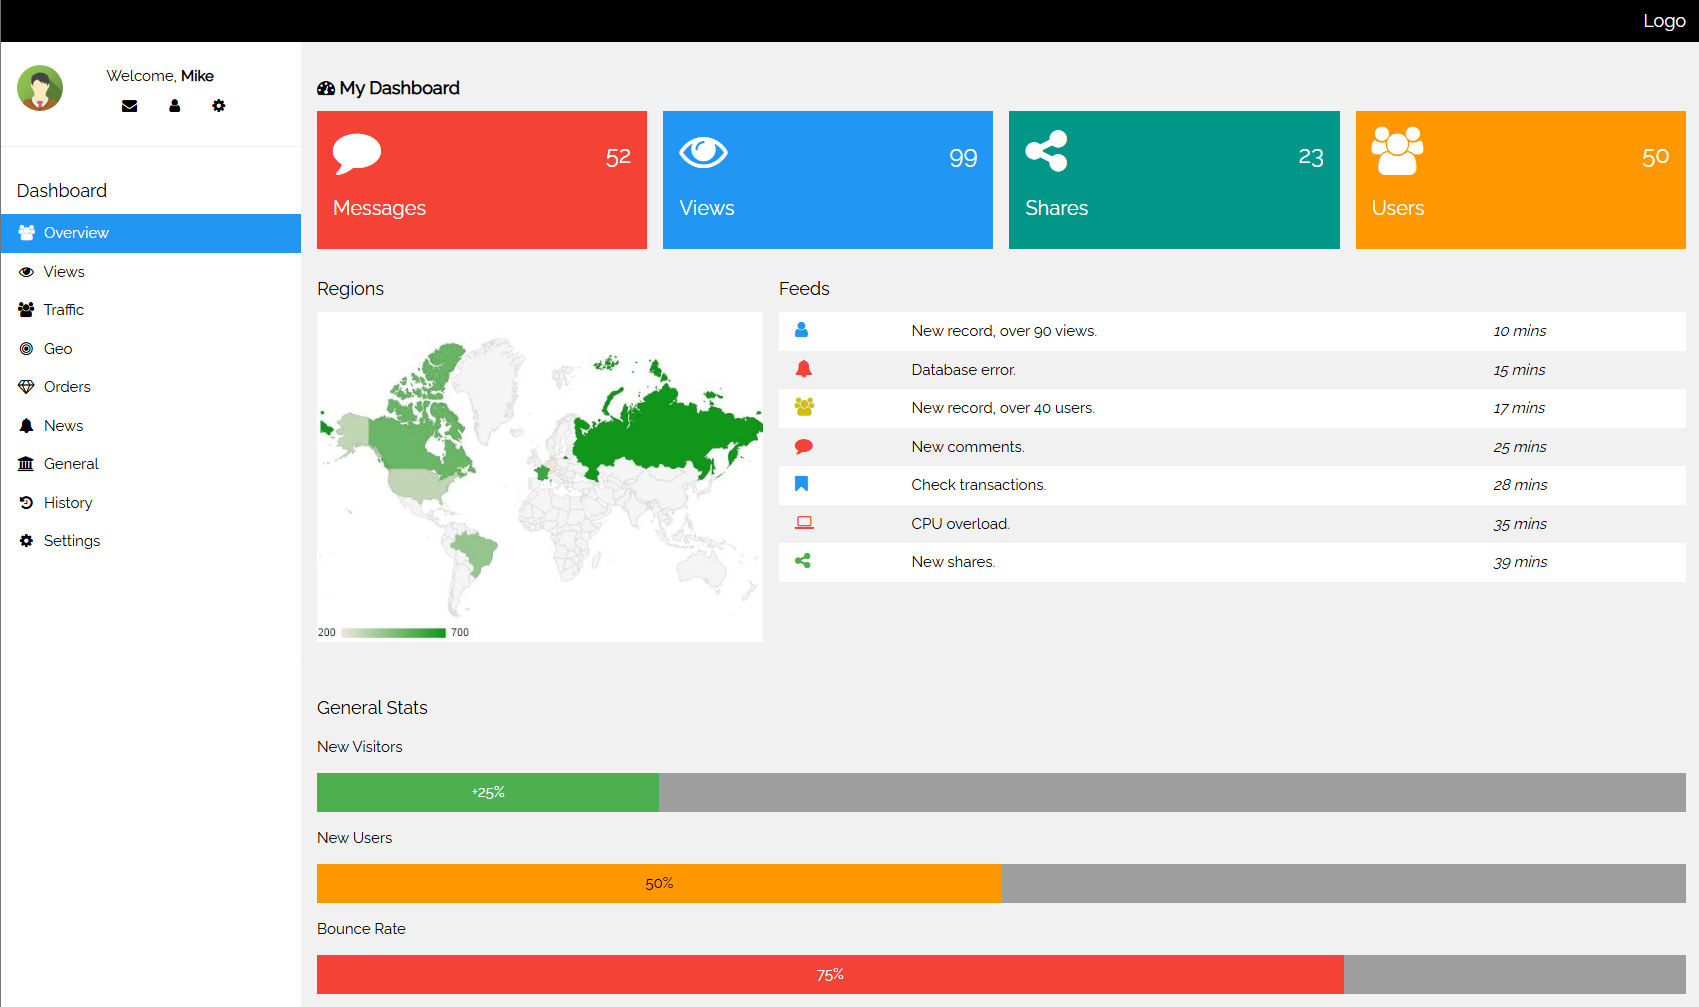 Logo
Welcome, Mike
Dashboard
Overview
Views
Traffic
Geo
Orders
News
General
History
Settings
My Dashboard
52
Messages
99
Views
23
Shares
50
Users
Regions
200 700
Feeds
New record, over 90 views. 10 mins
Database error. 15 mins
New record, over 40 users. 17 mins
New comments. 25 mins
Check transactions. 28 mins
CPU overload. 35 mins
New shares. 39 mins
General Stats
New Visitors
+25%
New Users
50%
Bounce Rate
75%